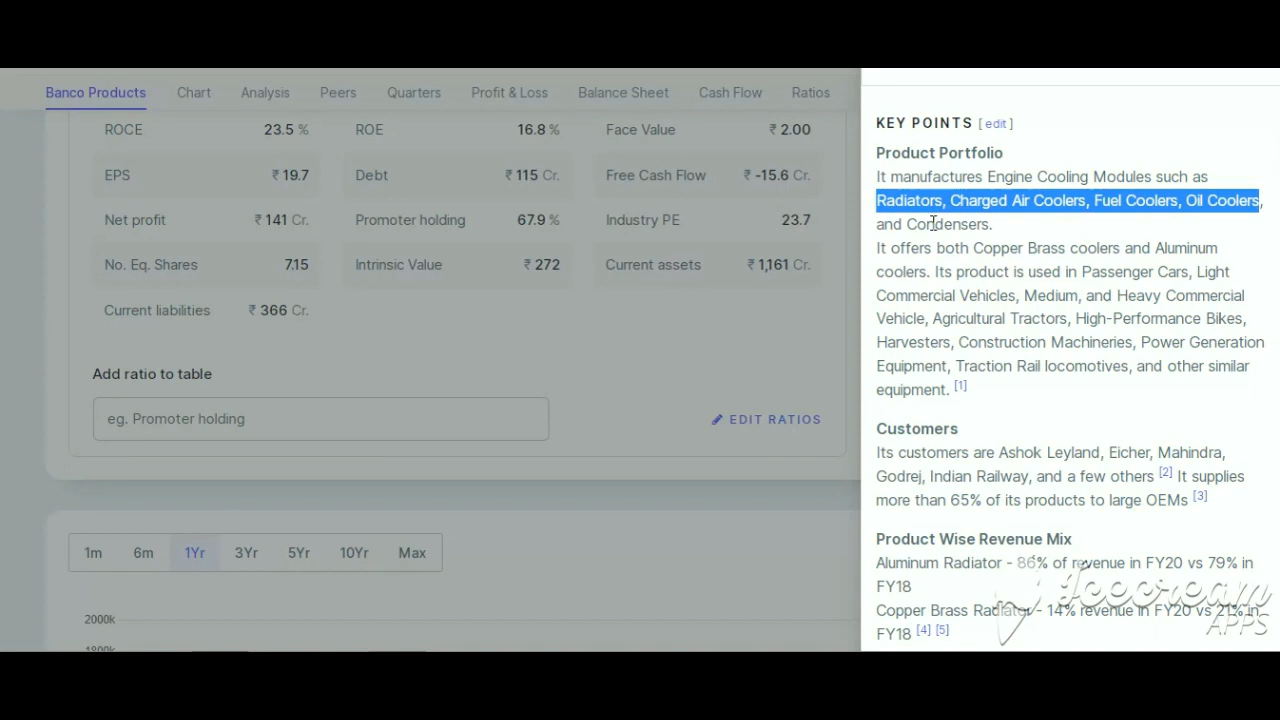 Banco Products Chart Analysis Peers Quarters Profit & Loss Balance Sheet Cash Flow Ratios
ROCE 23.5 % ROE 16.8 % Face Value ₹ 2.00
EPS ₹ 19.7 Debt ₹ 115 Cr. Free Cash Flow ₹ -15.6 Cr.
Net profit ₹ 141 Cr. Promoter holding 67.9 % Industry PE 23.7
No. Eq. Shares 7.15 Intrinsic Value ₹ 272 Current assets ₹ 1,161 Cr.
Current liabilities ₹ 366 Cr.
Add ratio to table
eg. Promoter holding EDIT RATIOS
1m 6m 1Yr 3Yr 5Yr 10Yr Max
2000k
1800k
KEY POINTS [ edit ]
Product Portfolio
It manufactures Engine Cooling Modules such as
Radiators, Charged Air Coolers, Fuel Coolers, Oil Coolers,
and Condensers.
It offers both Copper Brass coolers and Aluminum
coolers. Its product is used in Passenger Cars, Light
Commercial Vehicles, Medium, and Heavy Commercial
Vehicle, Agricultural Tractors, High-Performance Bikes,
Harvesters, Construction Machineries, Power Generation
Equipment, Traction Rail locomotives, and other similar
equipment. [1]
Customers
Its customers are Ashok Leyland, Eicher, Mahindra,
Godrej, Indian Railway, and a few others [2] It supplies
more than 65% of its products to large OEMs [3]
Product Wise Revenue Mix
Aluminum Radiator - 86% of revenue in FY20 vs 79% in
FY18
Copper Brass Radiator - 14% revenue in FY20 vs 21% in
FY18 [4] [5]
Icecream
APPS